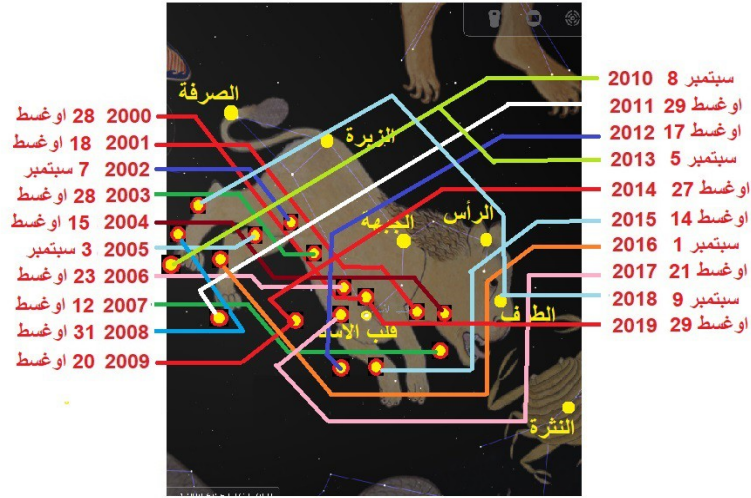 الصرفة
الزبرة
الرأس
الجبهه
الطرف
قلب الاسد
النثرة
2000 28 اوغسط
2001 18 اوغسط
2002 7 سبتمبر
2003 28 اوغسط
2004 15 اوغسط
2005 3 سبتمبر
2006 23 اوغسط
2007 12 اوغسط
2008 31 اوغسط
2009 20 اوغسط
سبتمبر 8 2010
اوغسط 29 2011
اوغسط 17 2012
سبتمبر 5 2013
اوغسط 27 2014
اوغسط 14 2015
سبتمبر 1 2016
اوغسط 21 2017
سبتمبر 9 2018
اوغسط 29 2019